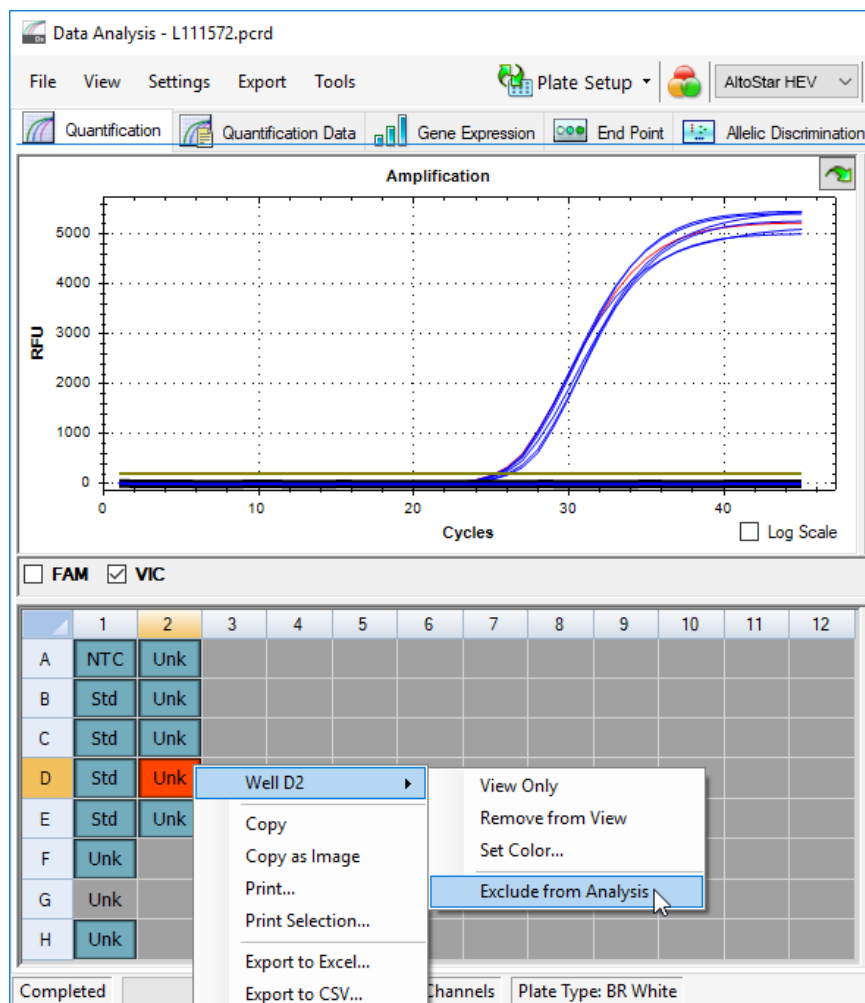 Data Analysis - L111572.pcrd
File View Settings Export Tools Plate Setup AltoStar HEV
Quantification Quantification Data Gene Expression End Point Allelic Discrimination
Amplification
5000
4000
3000
2000
1000
0
RFU
0 10 20 30 40
Cycles
Log Scale
FAM VIC
1 2 3 4 5 6 7 8 9 10 11 12
A NTC Unk
B Std Unk
C Std Unk
D Std Unk
E Std Unk
F Unk
G Unk
H Unk
Well D2
Copy
Copy as Image
Print...
Print Selection...
Export to Excel...
Export to CSV...
View Only
Remove from View
Set Color...
Exclude from Analysis
Completed Channels Plate Type: BR White